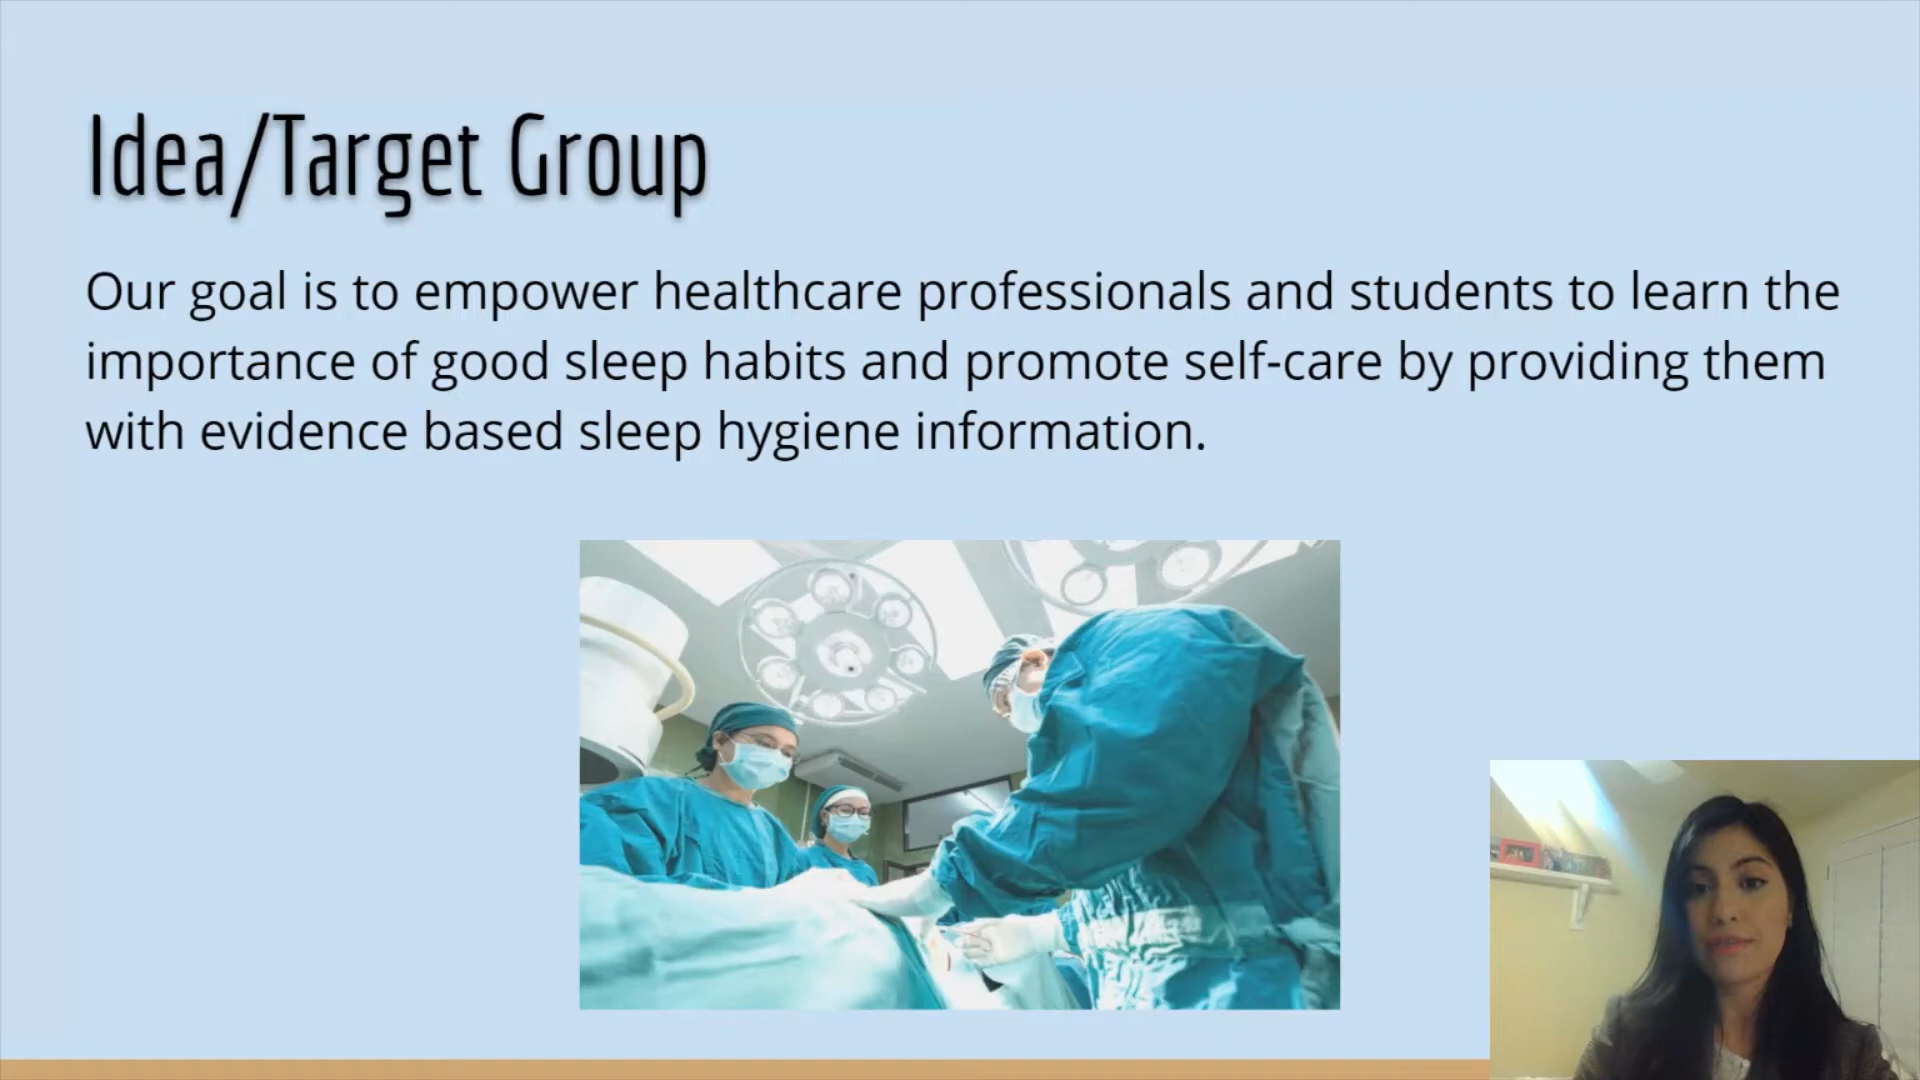 Idea/Target Group
Our goal is to empower healthcare professionals and students to learn the
importance of good sleep habits and promote self-care by providing them
with evidence based sleep hygiene information.